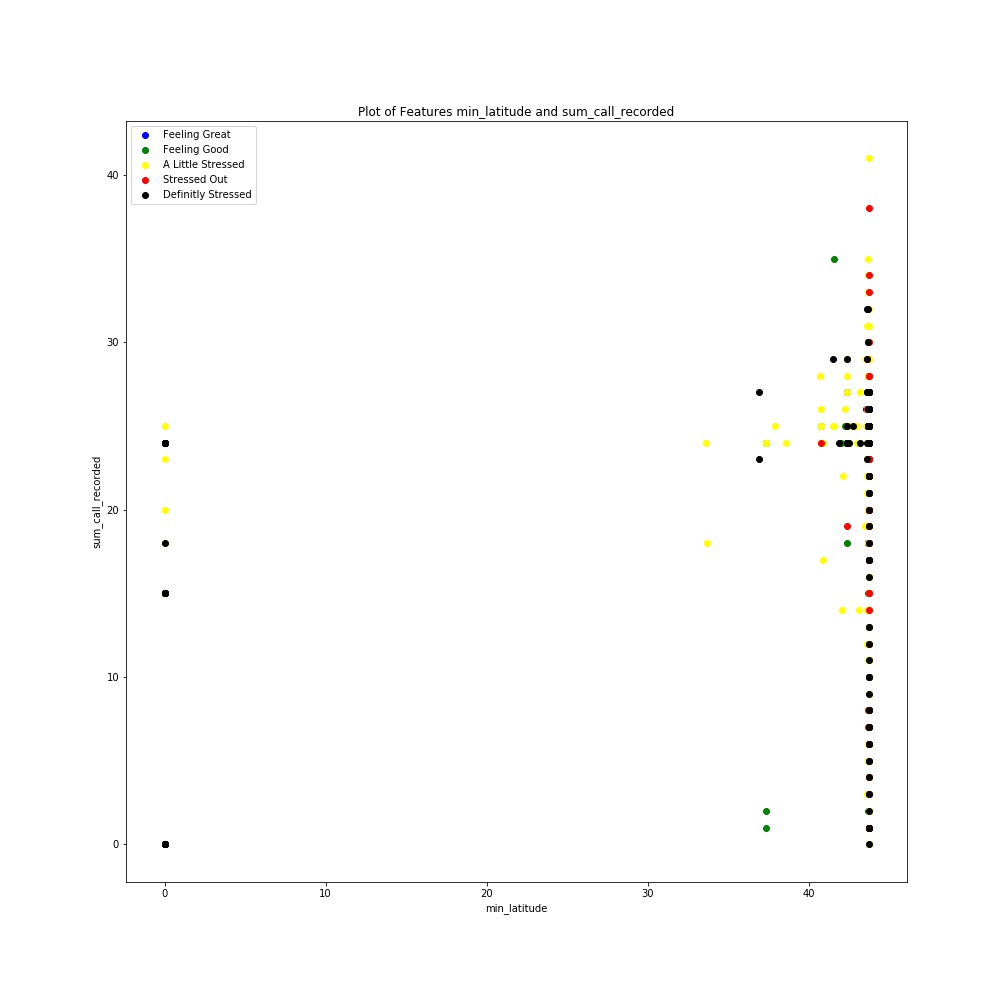 Plot of Features min_latitude and sum_call_recorded
Feeling Great
Feeling Good
A Little Stressed
Stressed Out
Definitly Stressed
40
30
20
10
0
sum_call_recorded
0 10 20 30 40
min_latitude